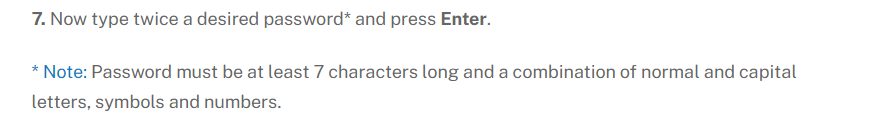 7. Now type twice a desired password* and press Enter.
* Note: Password must be at least 7 characters long and a combination of normal and capital
letters, symbols and numbers.